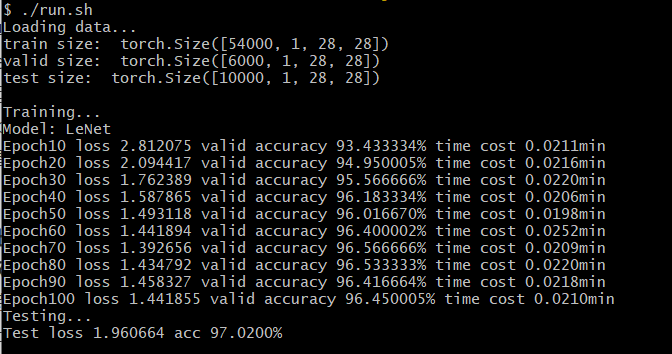 $ ./run.sh
Loading data...
train size:  torch.Size([54000, 1, 28, 28])
valid size:  torch.Size([6000, 1, 28, 28])
test size:  torch.Size([10000, 1, 28, 28])
Training...
Model: LeNet
Epoch10 loss 2.812075 valid accuracy 93.433334% time cost 0.0211min
Epoch20 loss 2.094417 valid accuracy 94.950005% time cost 0.0216min
Epoch30 loss 1.762389 valid accuracy 95.566666% time cost 0.0220min
Epoch40 loss 1.587865 valid accuracy 96.183334% time cost 0.0206min
Epoch50 loss 1.493118 valid accuracy 96.016670% time cost 0.0198min
Epoch60 loss 1.441894 valid accuracy 96.400002% time cost 0.0252min
Epoch70 loss 1.392656 valid accuracy 96.566666% time cost 0.0209min
Epoch80 loss 1.434792 valid accuracy 96.533333% time cost 0.0220min
Epoch90 loss 1.458327 valid accuracy 96.416664% time cost 0.0218min
Epoch100 loss 1.441855 valid accuracy 96.450005% time cost 0.0210min
Testing...
Test loss 1.960664 acc 97.0200%